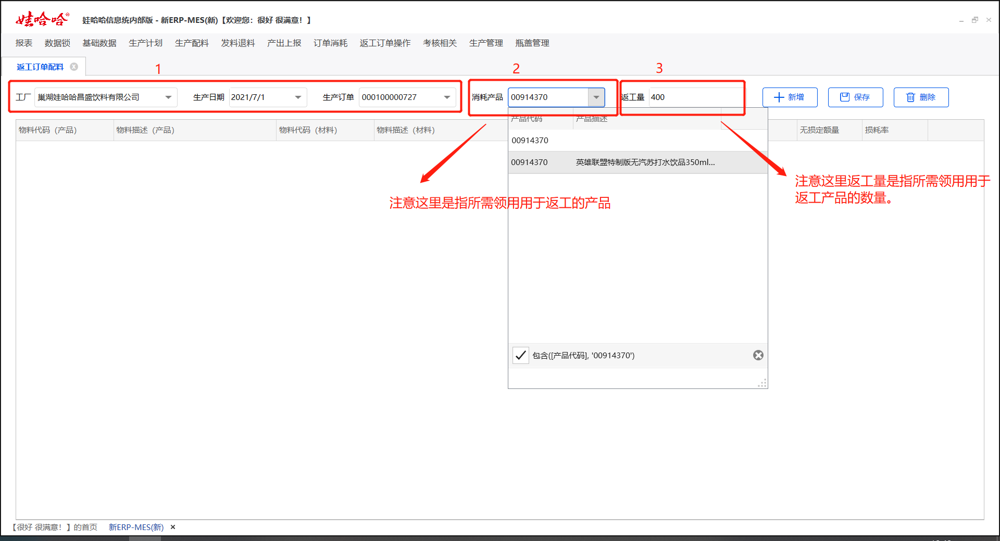 娃哈哈®
娃哈哈信息统内部版 - 新ERP-MES(新)【欢迎您：很好 很满意！】
报表 数据锁 基础数据 生产计划 生产配料 发料退料 产出上报 订单消耗 返工订单操作 考核相关 生产管理 瓶盖管理
返工订单配料
1 2 3
工厂 巢湖娃哈哈昌盛饮料有限公司 生产日期 2021/7/1 生产订单 000100000727 消耗产品 00914370 返工量 400 新增 保存 删除
产品代码 产品描述
物料代码（产品） 物料描述（产品） 物料代码（材料） 物料描述（材料） 无损定额量 损耗率
00914370
00914370 英雄联盟特制版无汽苏打水饮品350ml...
注意这里返工量是指所需领用用于
返工产品的数量。
注意这里是指所需领用用于返工的产品
包含([产品代码], '00914370')
【很好 很满意！】的首页 新ERP-MES(新) ×